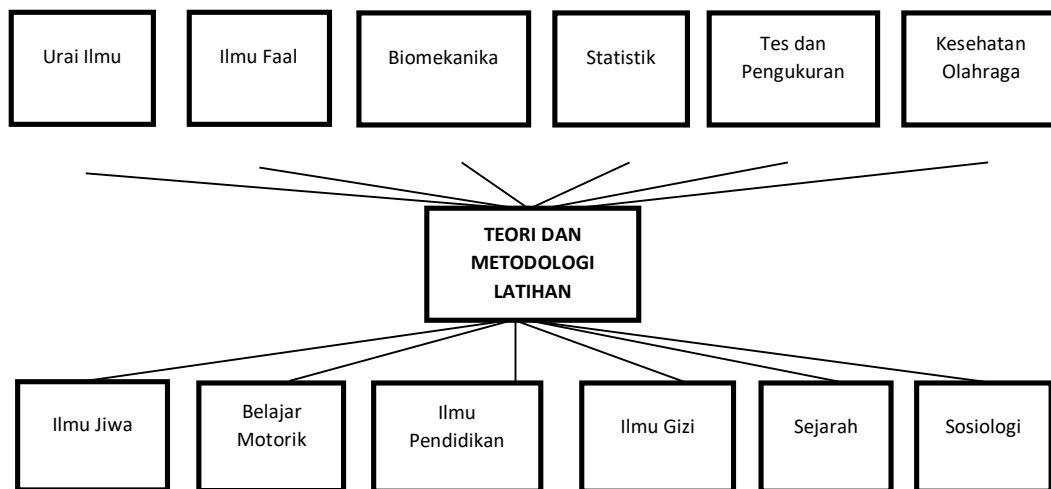 Urai Ilmu
Ilmu Faal
Biomekanika
Statistik
Tes dan
Pengukuran
Kesehatan
Olahraga
TEORI DAN
METODOLOGI
LATIHAN
Ilmu Jiwa
Belajar
Motorik
Ilmu
Pendidikan
Ilmu Gizi
Sejarah
Sosiologi